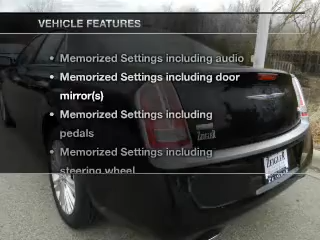 VEHICLE FEATURES
• Memorized Settings including audio
• Memorized Settings including door
mirror(s)
• Memorized Settings including
pedals
• Memorized Settings including
steering wheel
ZEIGLER